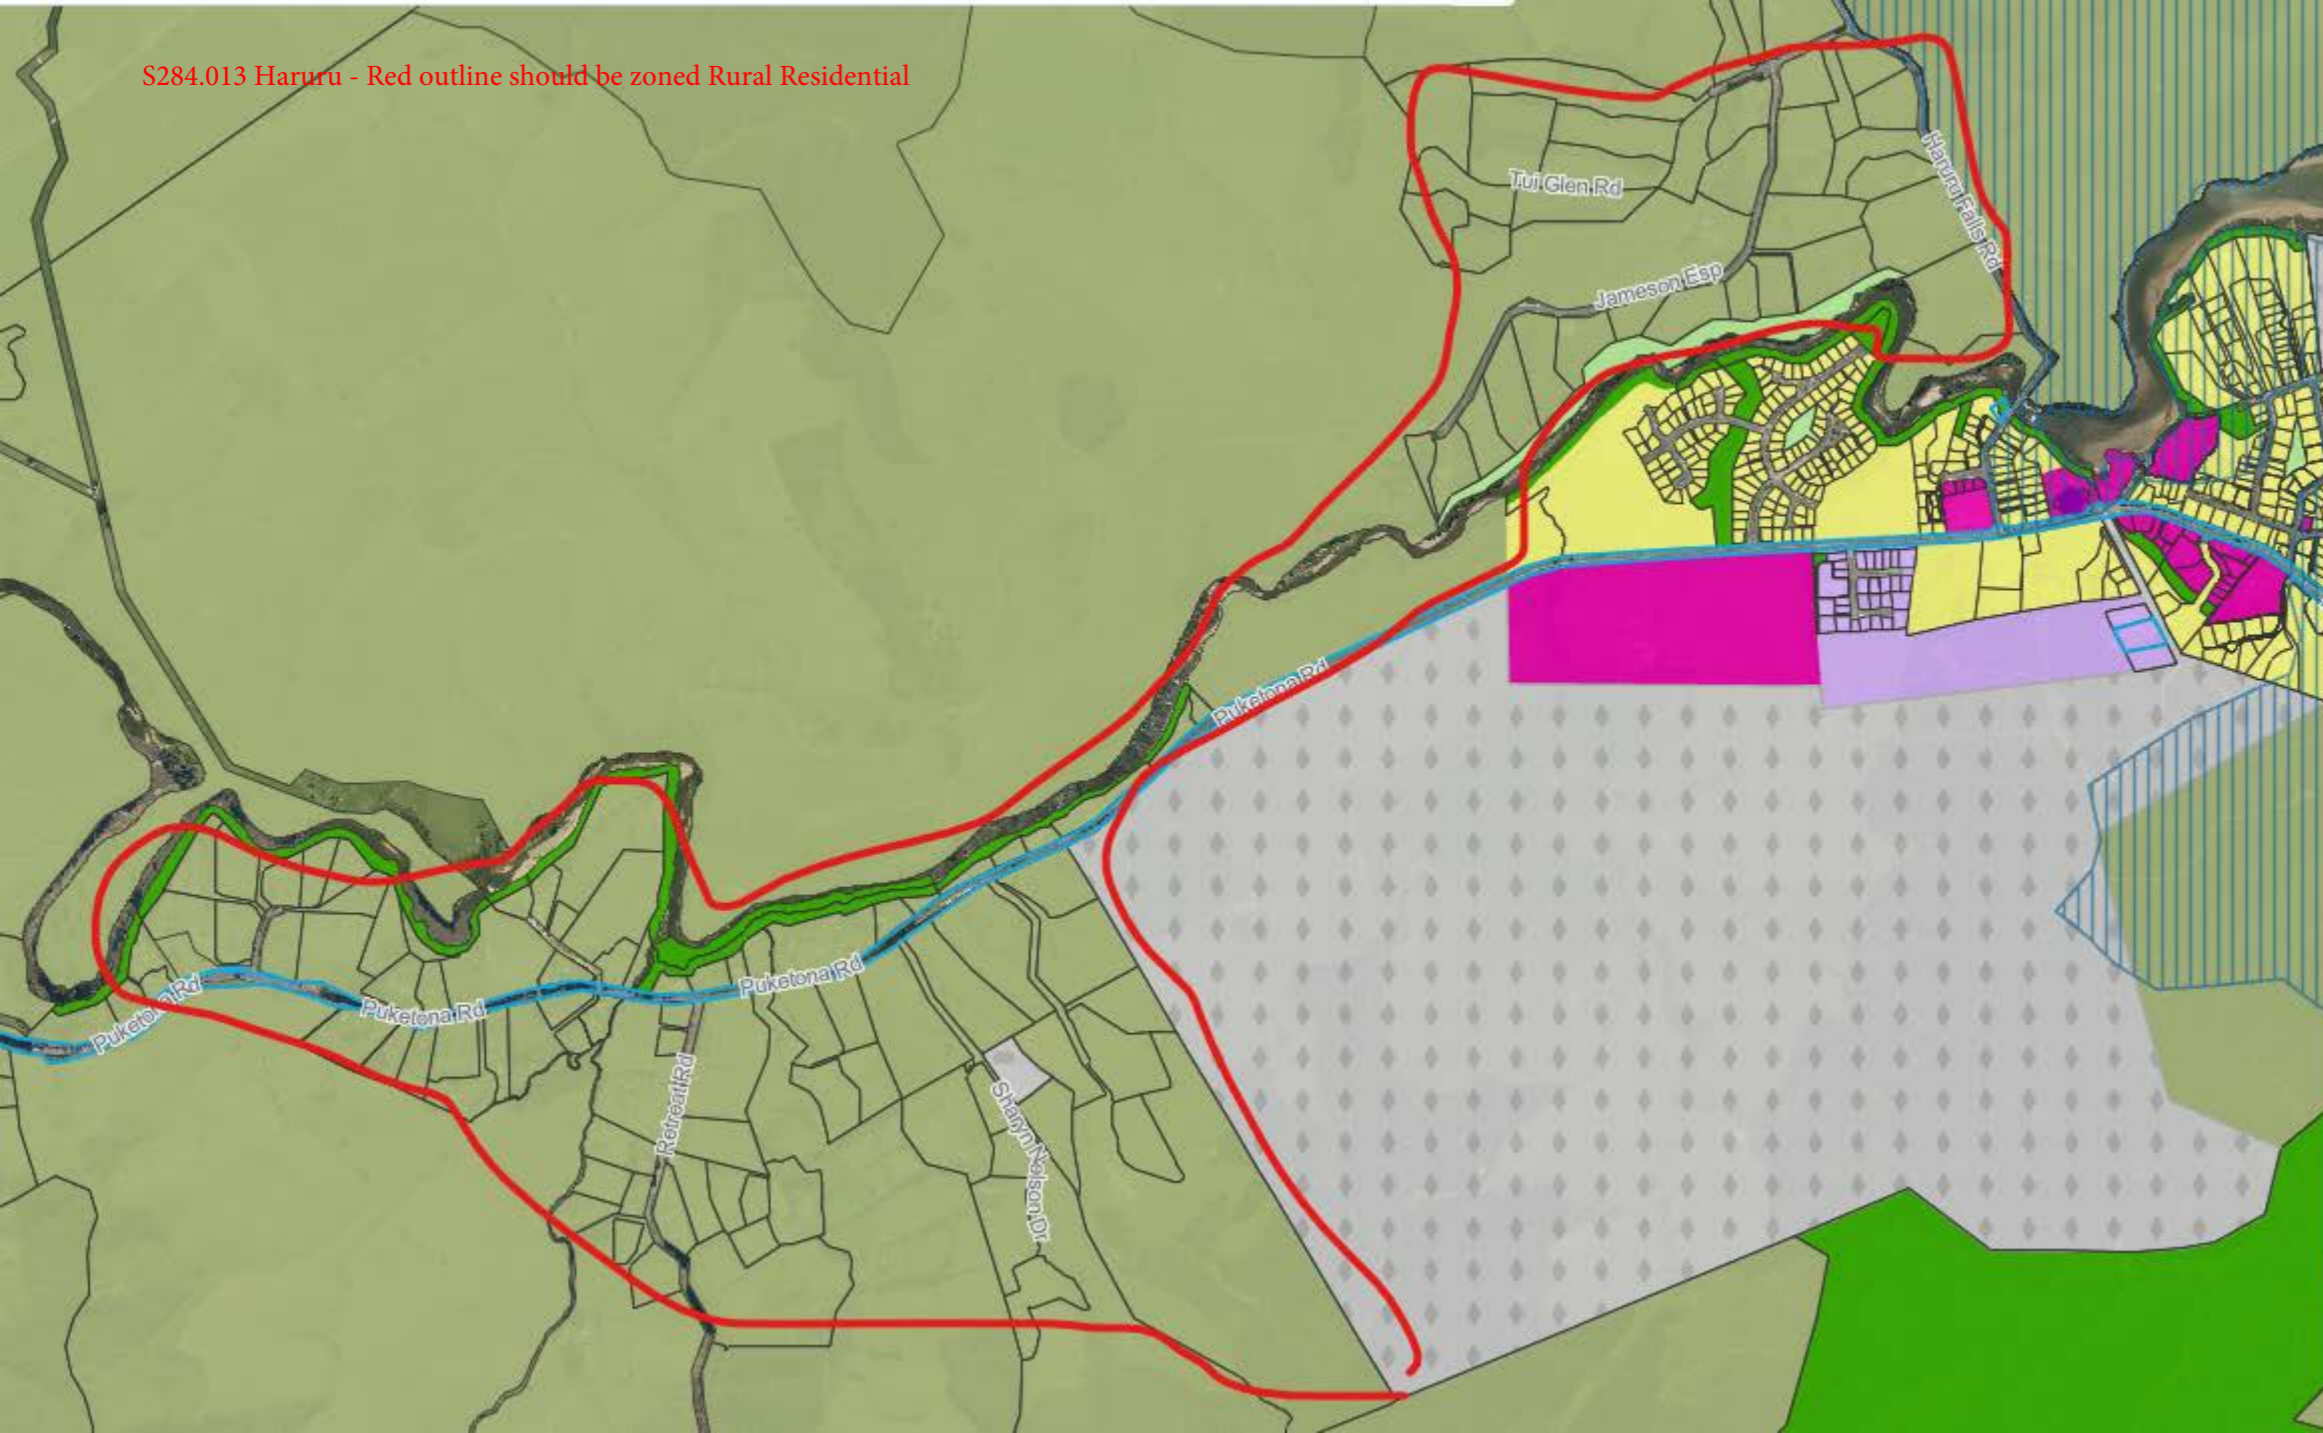 S284.013 Haruru - Red outline should be zoned Rural Residential
Tui Glen Rd
Haruru Falls Rd
Jameson Esp
Puketona Rd
Puketona Rd
Puketona Rd
Puketona Rd
Retreat Rd
Sharyn Nelson Dr